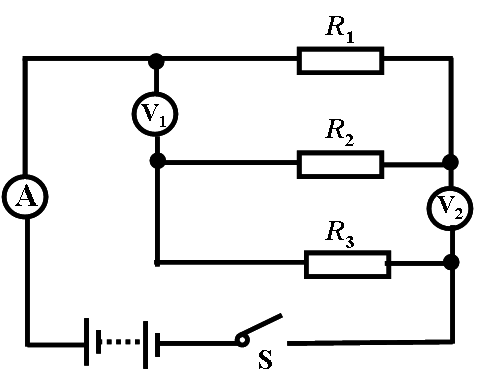 R₁
V₁
R₂
A
V₂
R₃
S